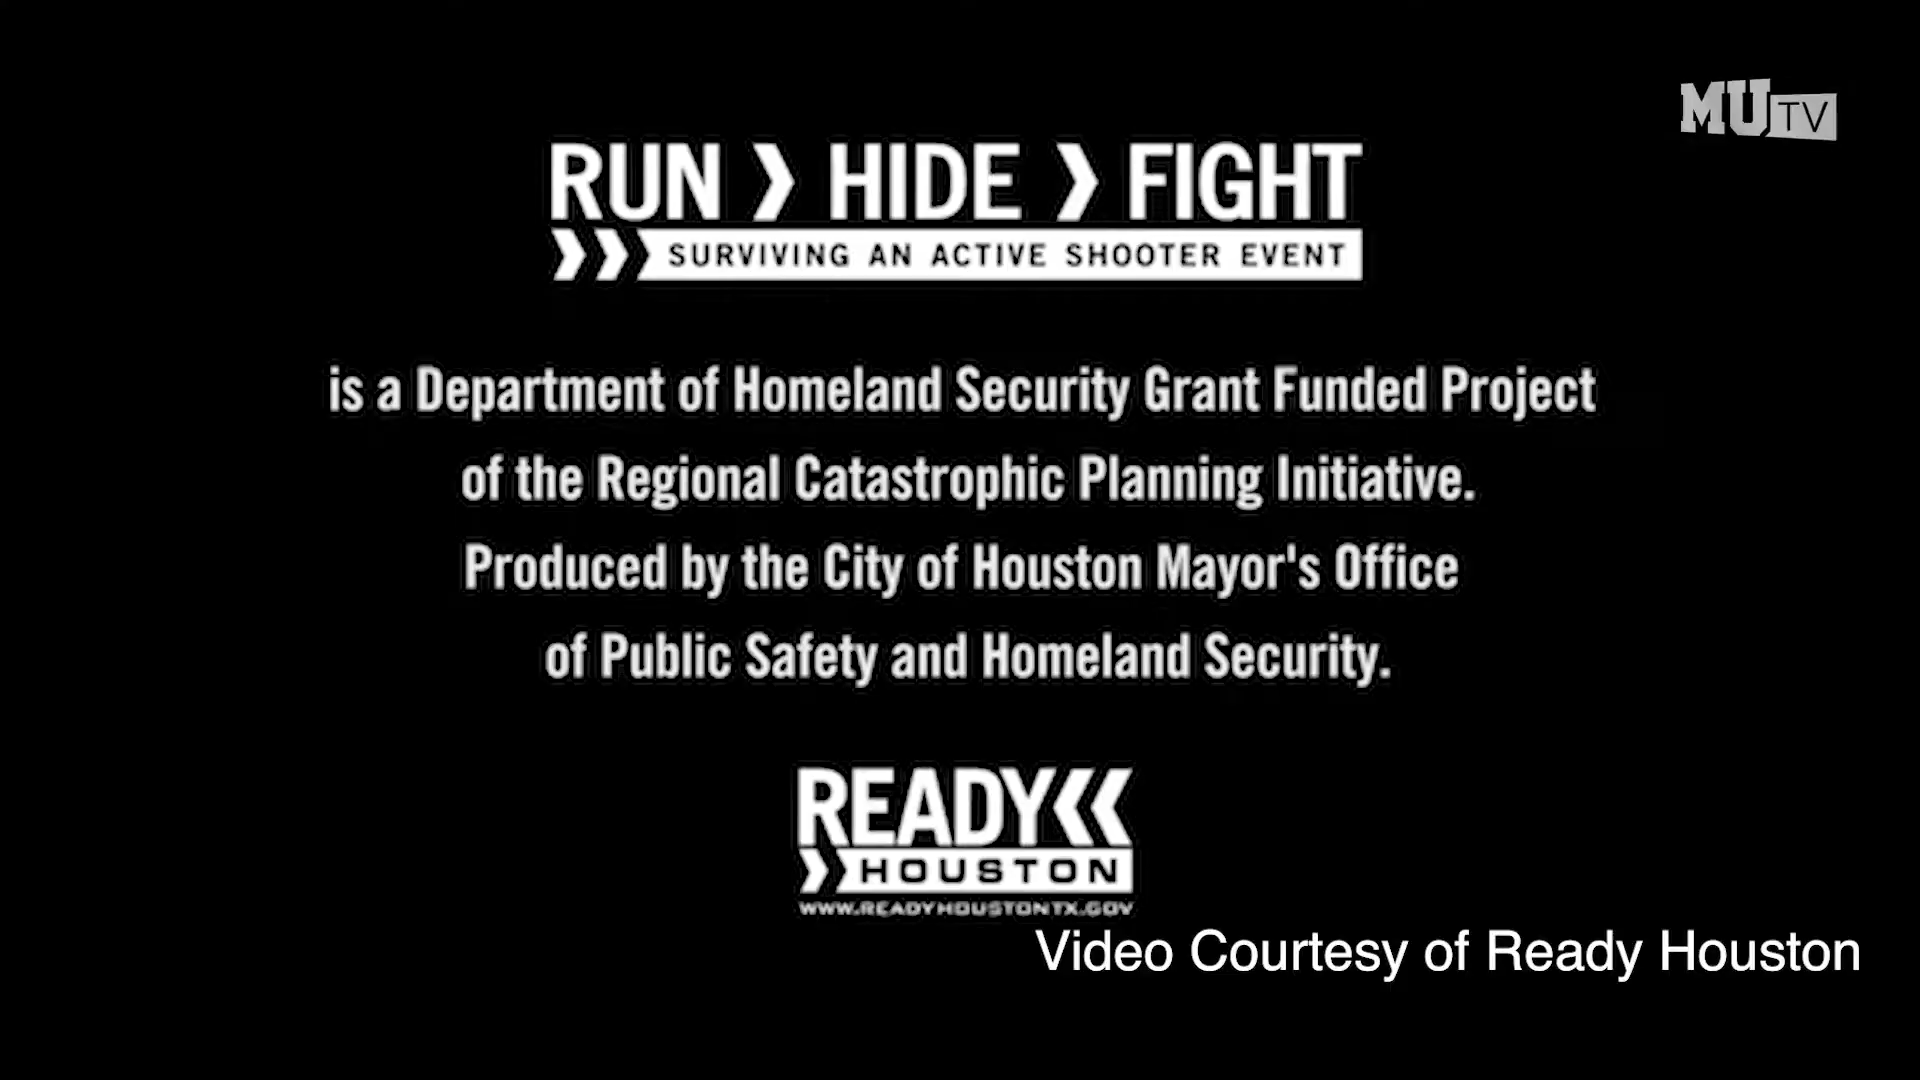 MUTV
RUN > HIDE > FIGHT
SURVIVING AN ACTIVE SHOOTER EVENT
is a Department of Homeland Security Grant Funded Project
of the Regional Catastrophic Planning Initiative.
Produced by the City of Houston Mayor's Office
of Public Safety and Homeland Security.
READY
HOUSTON
WWW.READYHOUSTONTX.GOV
Video Courtesy of Ready Houston